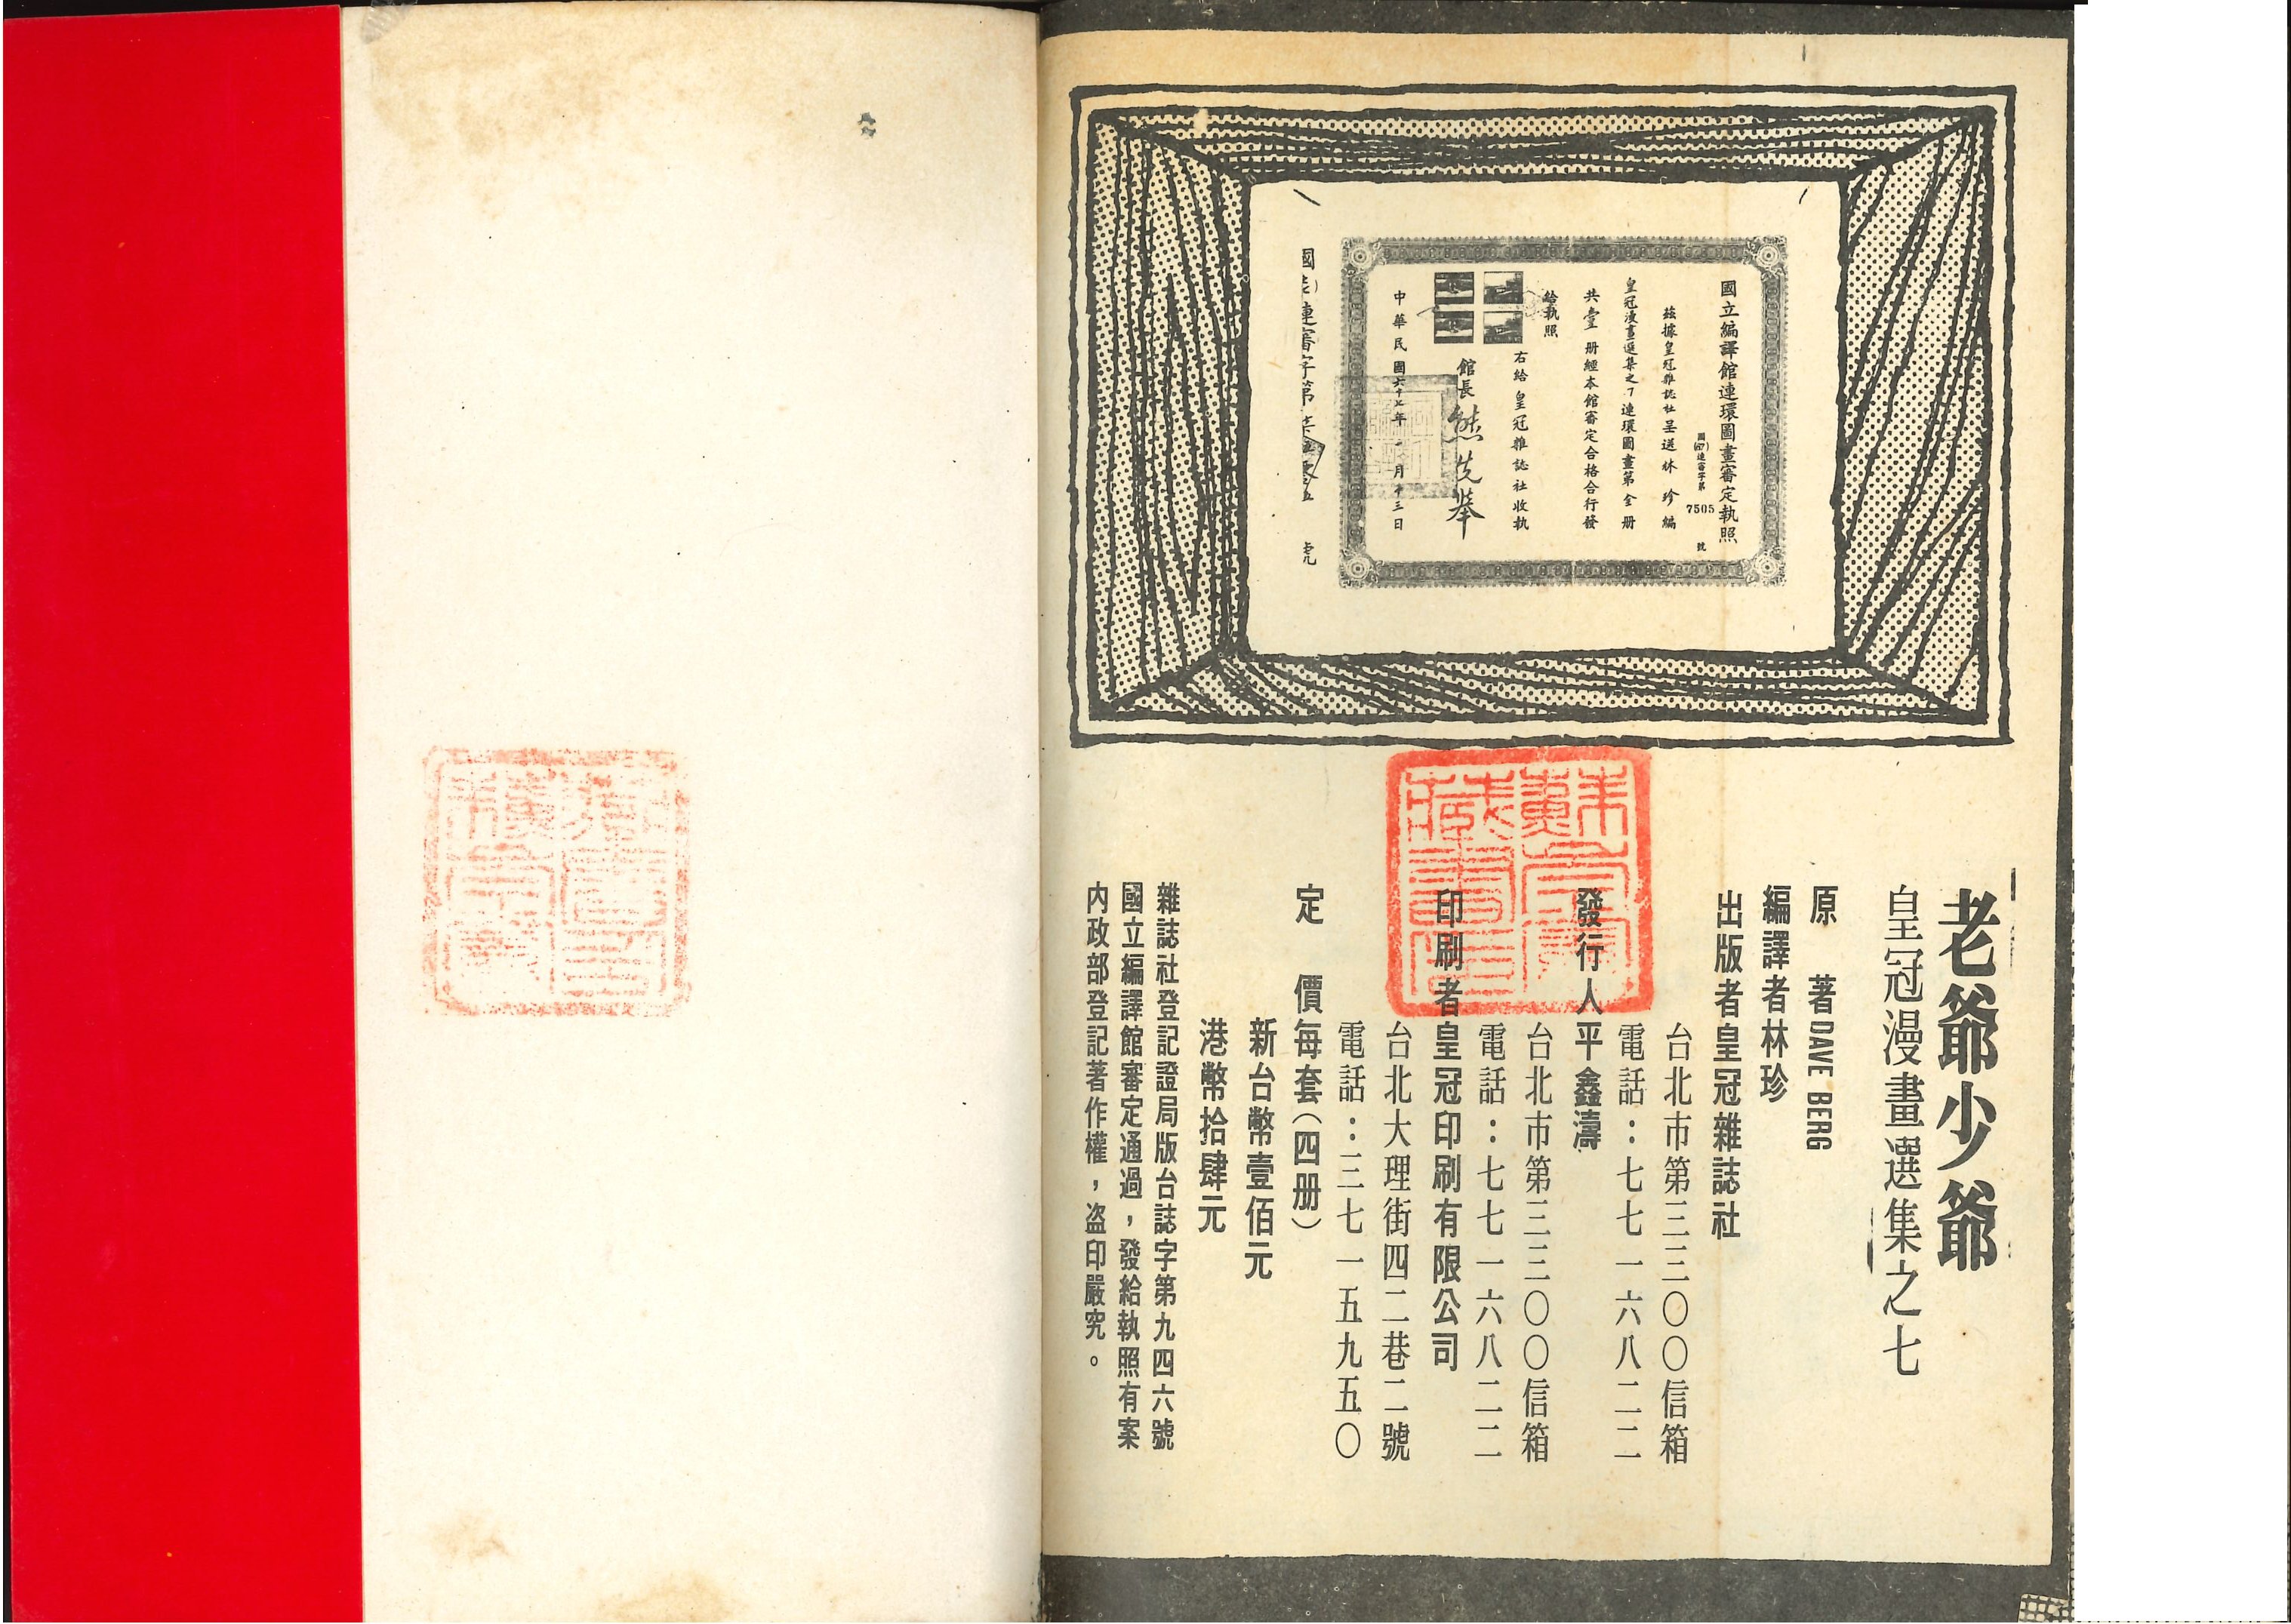 國立編譯館連環圖畫審定執照
國(67)連審字第 7505 號
茲據皇冠雜誌社呈送林 珍編
皇冠漫畫選集之7連環圖畫第 全 册
共壹 册經本館審定合格合行發
給執照
右給皇冠雜誌社收執
館長熊先舉
中華民國六十七年一月十三日
老爺少爺
皇冠漫畫選集之七
原 著DAVE BERG
編譯者林珍
出版者皇冠雜誌社
台北市第三三〇〇信箱
電話：七七一六八二二
發行人平鑫濤
台北市第三三〇〇信箱
電話：七七一六八二二
印刷者皇冠印刷有限公司
台北大理街四二巷二號
電話：三七一五九五〇
定 價每套（四册）
新台幣壹佰元
港幣拾肆元
雜誌社登記證局版台誌字第九四六號
國立編譯館審定通過，發給執照有案
内政部登記著作權，盗印嚴究。